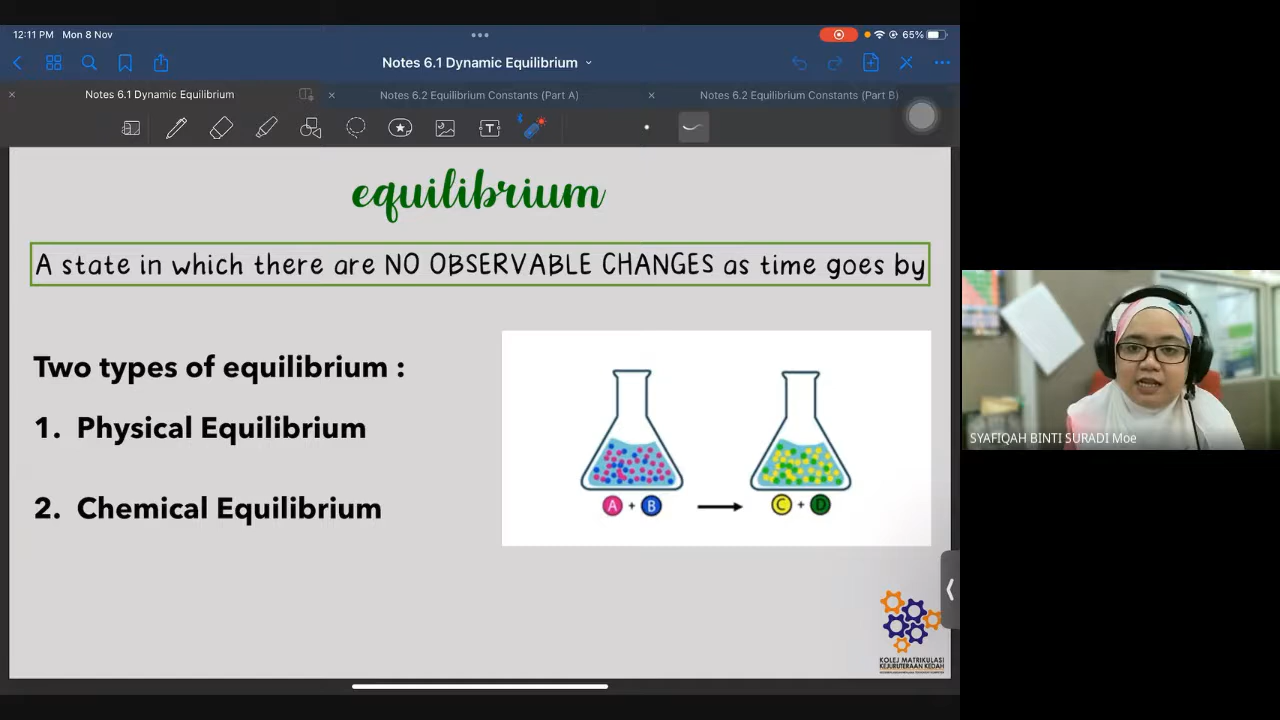 12:11 PM Mon 8 Nov
65%
Notes 6.1 Dynamic Equilibrium
Notes 6.1 Dynamic Equilibrium
Notes 6.2 Equilibrium Constants (Part A)
Notes 6.2 Equilibrium Constants (Part B)
equilibrium
A state in which there are NO OBSERVABLE CHANGES as time goes by
Two types of equilibrium :
1. Physical Equilibrium
2. Chemical Equilibrium
A + B → C + D
SYAFIQAH BINTI SURADI Moe
KOLEJ MATRIKULASI
KEJURUTERAAN KEDAH